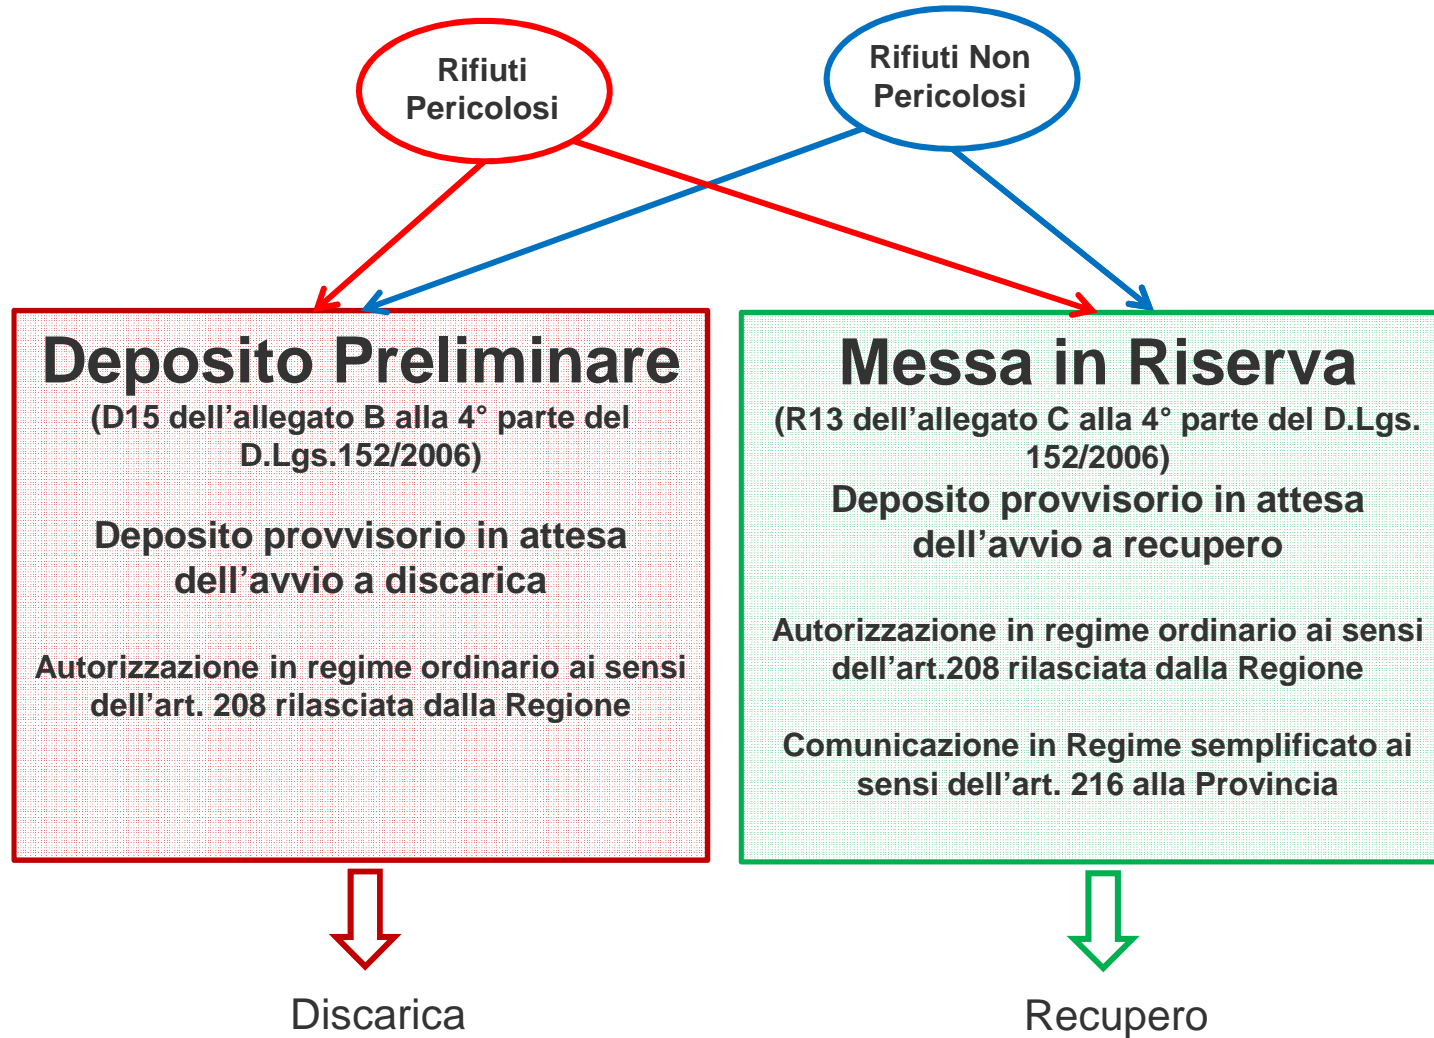 Rifiuti
Pericolosi
Rifiuti Non
Pericolosi
Deposito Preliminare
(D15 dell’allegato B alla 4° parte del
D.Lgs.152/2006)
Deposito provvisorio in attesa
dell’avvio a discarica
Autorizzazione in regime ordinario ai sensi
dell’art. 208 rilasciata dalla Regione
Messa in Riserva
(R13 dell’allegato C alla 4° parte del D.Lgs.
152/2006)
Deposito provvisorio in attesa
dell’avvio a recupero
Autorizzazione in regime ordinario ai sensi
dell’art.208 rilasciata dalla Regione
Comunicazione in Regime semplificato ai
sensi dell’art. 216 alla Provincia
Discarica
Recupero